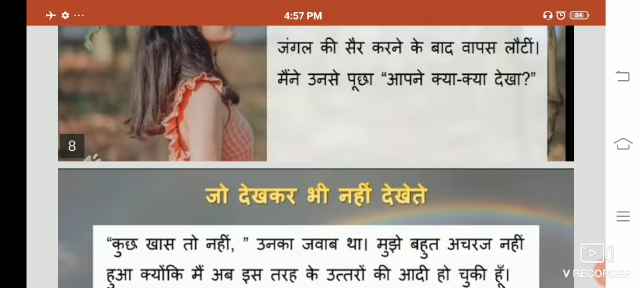 4:57 PM
84
जंगल की सैर करने के बाद वापस लौटीं।
मैंने उनसे पूछा “आपने क्या-क्या देखा?”
8
जो देखकर भी नहीं देखेते
“कुछ खास तो नहीं, ” उनका जवाब था। मुझे बहुत अचरज नहीं
हुआ क्योंकि मैं अब इस तरह के उत्तरों की आदी हो चुकी हूँ।
V RECORDER